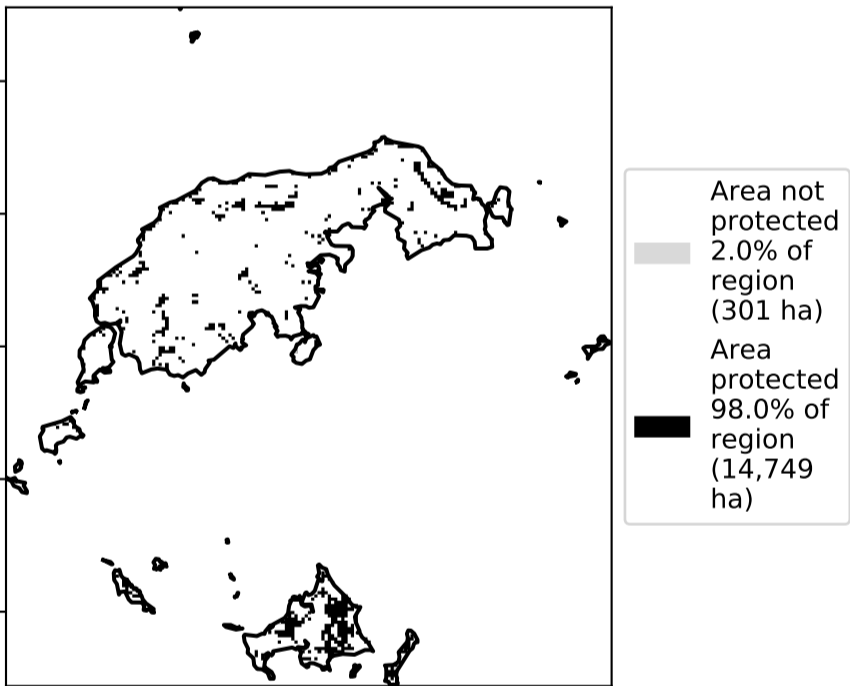 Area not
protected
2.0% of
region
(301 ha)
Area
protected
98.0% of
region
(14,749
ha)